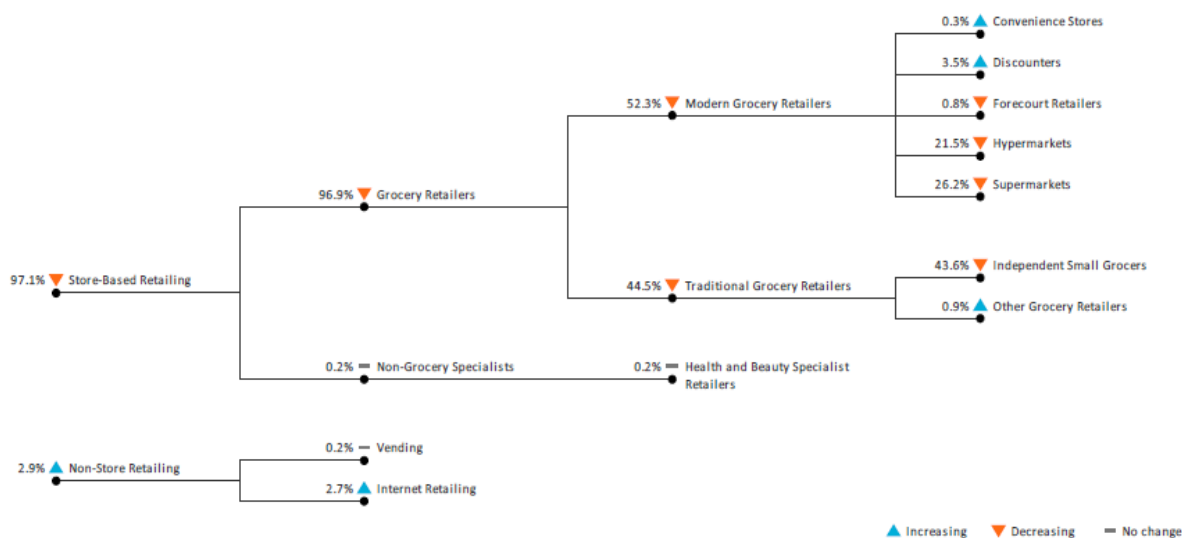 0.3% Convenience Stores
3.5% Discounters
52.3% Modern Grocery Retailers
0.8% Forecourt Retailers
21.5% Hypermarkets
26.2% Supermarkets
96.9% Grocery Retailers
97.1% Store-Based Retailing
44.5% Traditional Grocery Retailers
43.6% Independent Small Grocers
0.9% Other Grocery Retailers
0.2% Non-Grocery Specialists
0.2% Health and Beauty Specialist
Retailers
0.2% Vending
2.9% Non-Store Retailing
2.7% Internet Retailing
Increasing Decreasing No change